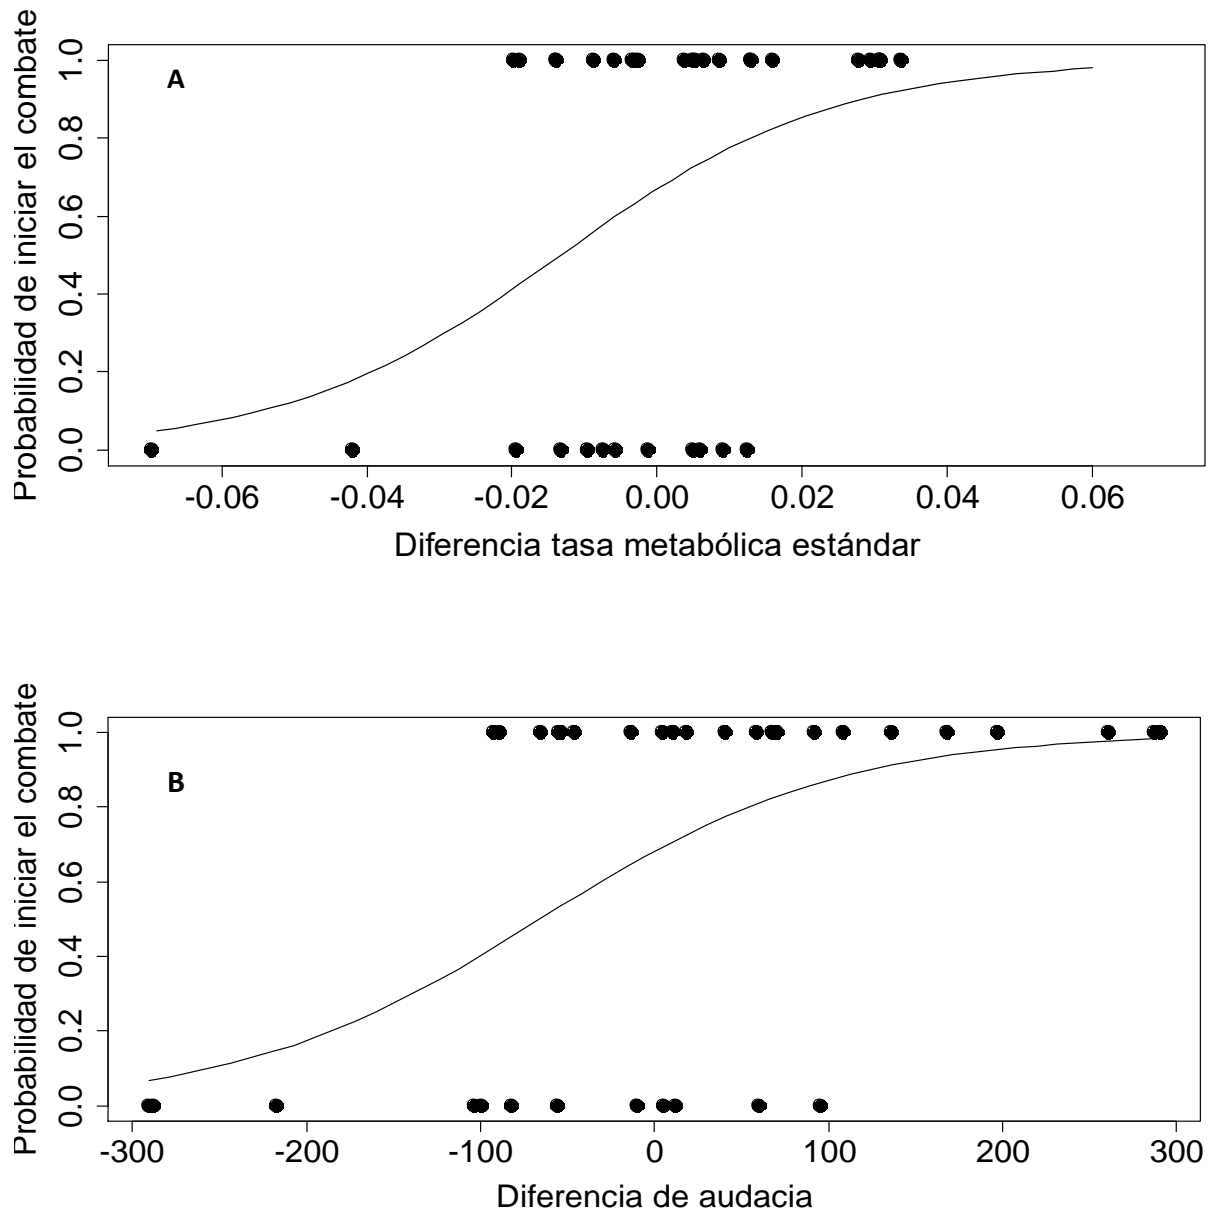 Probabilidad de iniciar el combate
1.0
0.8
0.6
0.4
0.2
0.0
A
-0.06 -0.04 -0.02 0.00 0.02 0.04 0.06
Diferencia tasa metabólica estándar
Probabilidad de iniciar el combate
1.0
0.8
0.6
0.4
0.2
0.0
B
-300 -200 -100 0 100 200 300
Diferencia de audacia